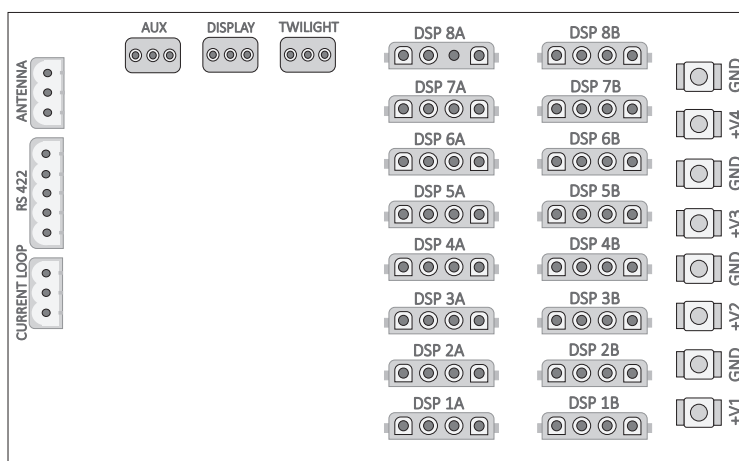 AUX
DISPLAY
TWILIGHT
ANTENNA
RS 422
CURRENT LOOP
DSP 8A
DSP 8B
DSP 7A
DSP 7B
DSP 6A
DSP 6B
DSP 5A
DSP 5B
DSP 4A
DSP 4B
DSP 3A
DSP 3B
DSP 2A
DSP 2B
DSP 1A
DSP 1B
GND
+V4
GND
+V3
GND
+V2
GND
+V1